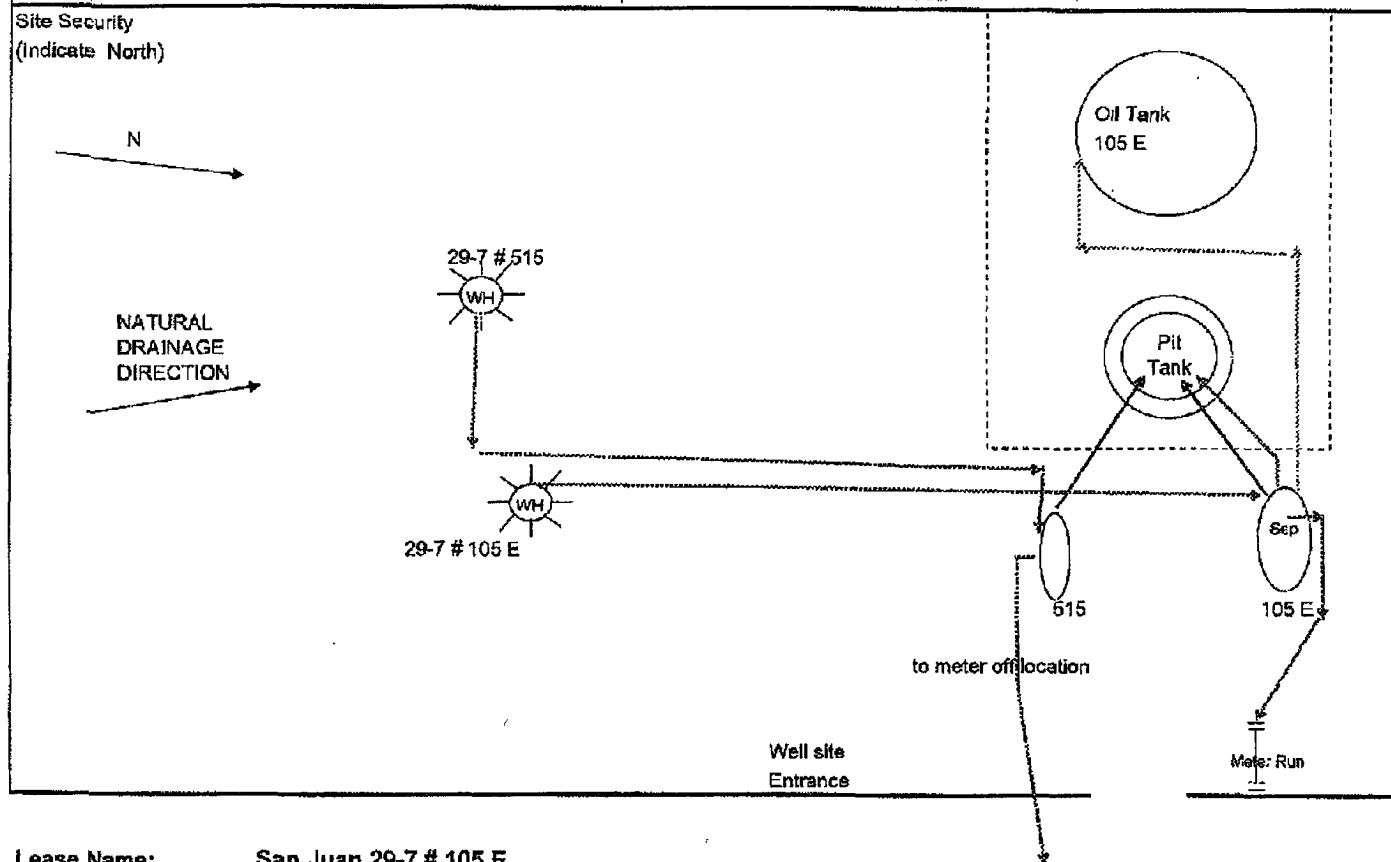 Site Security
(Indicate North)
N
Oil Tank
105 E
29-7 # 515
WH
NATURAL
DRAINAGE
DIRECTION
Pit
Tank
WH
29-7 # 105 E
Sep
515
105 E
to meter off location
Well site
Entrance
Meter Run
Lease Name: San Juan 29-7 # 105 E